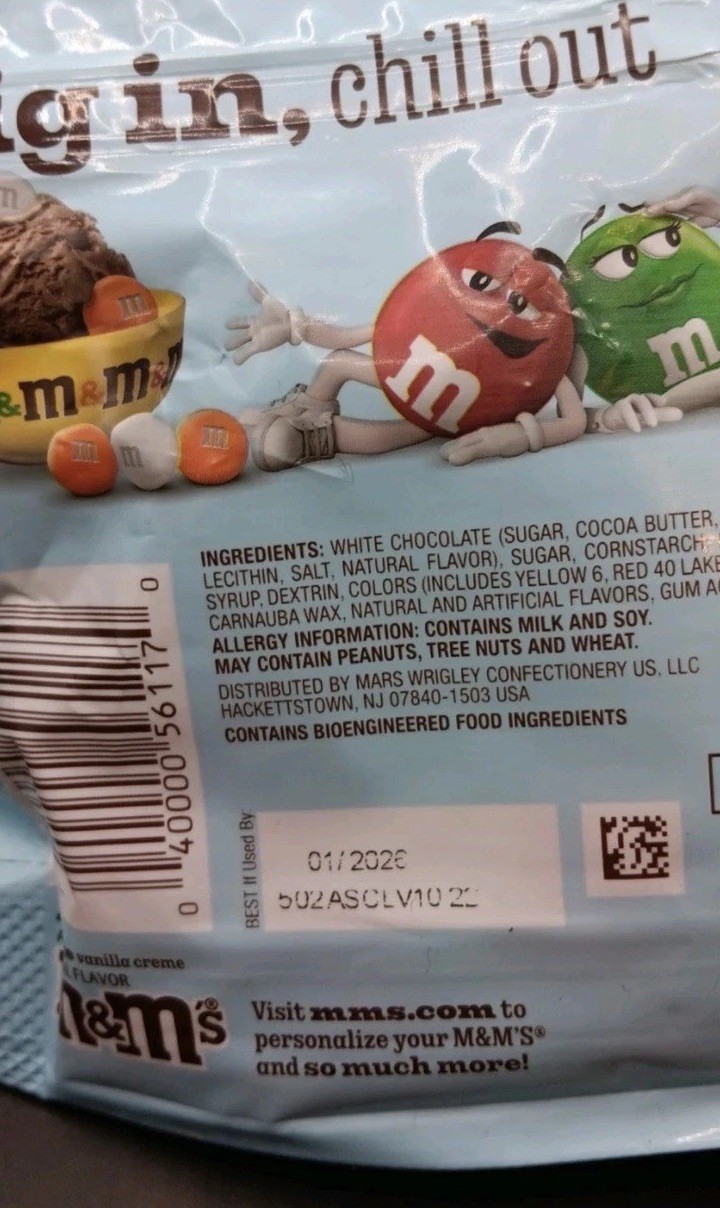 ig in, chill out
m
m
&m&m&m
m m m
m
m
INGREDIENTS: WHITE CHOCOLATE (SUGAR, COCOA BUTTER,
LECITHIN, SALT, NATURAL FLAVOR), SUGAR, CORNSTARCH,
SYRUP, DEXTRIN, COLORS (INCLUDES YELLOW 6, RED 40 LAKE
CARNAUBA WAX, NATURAL AND ARTIFICIAL FLAVORS, GUM A
ALLERGY INFORMATION: CONTAINS MILK AND SOY.
MAY CONTAIN PEANUTS, TREE NUTS AND WHEAT.
DISTRIBUTED BY MARS WRIGLEY CONFECTIONERY US, LLC
HACKETTSTOWN, NJ 07840-1503 USA
CONTAINS BIOENGINEERED FOOD INGREDIENTS
0 40000 56117 0
BEST If Used By:
01/2026
502ASCLV10 22
vanilla creme
FLAVOR
m&m's®
Visit mms.com to
personalize your M&M'S®
and so much more!